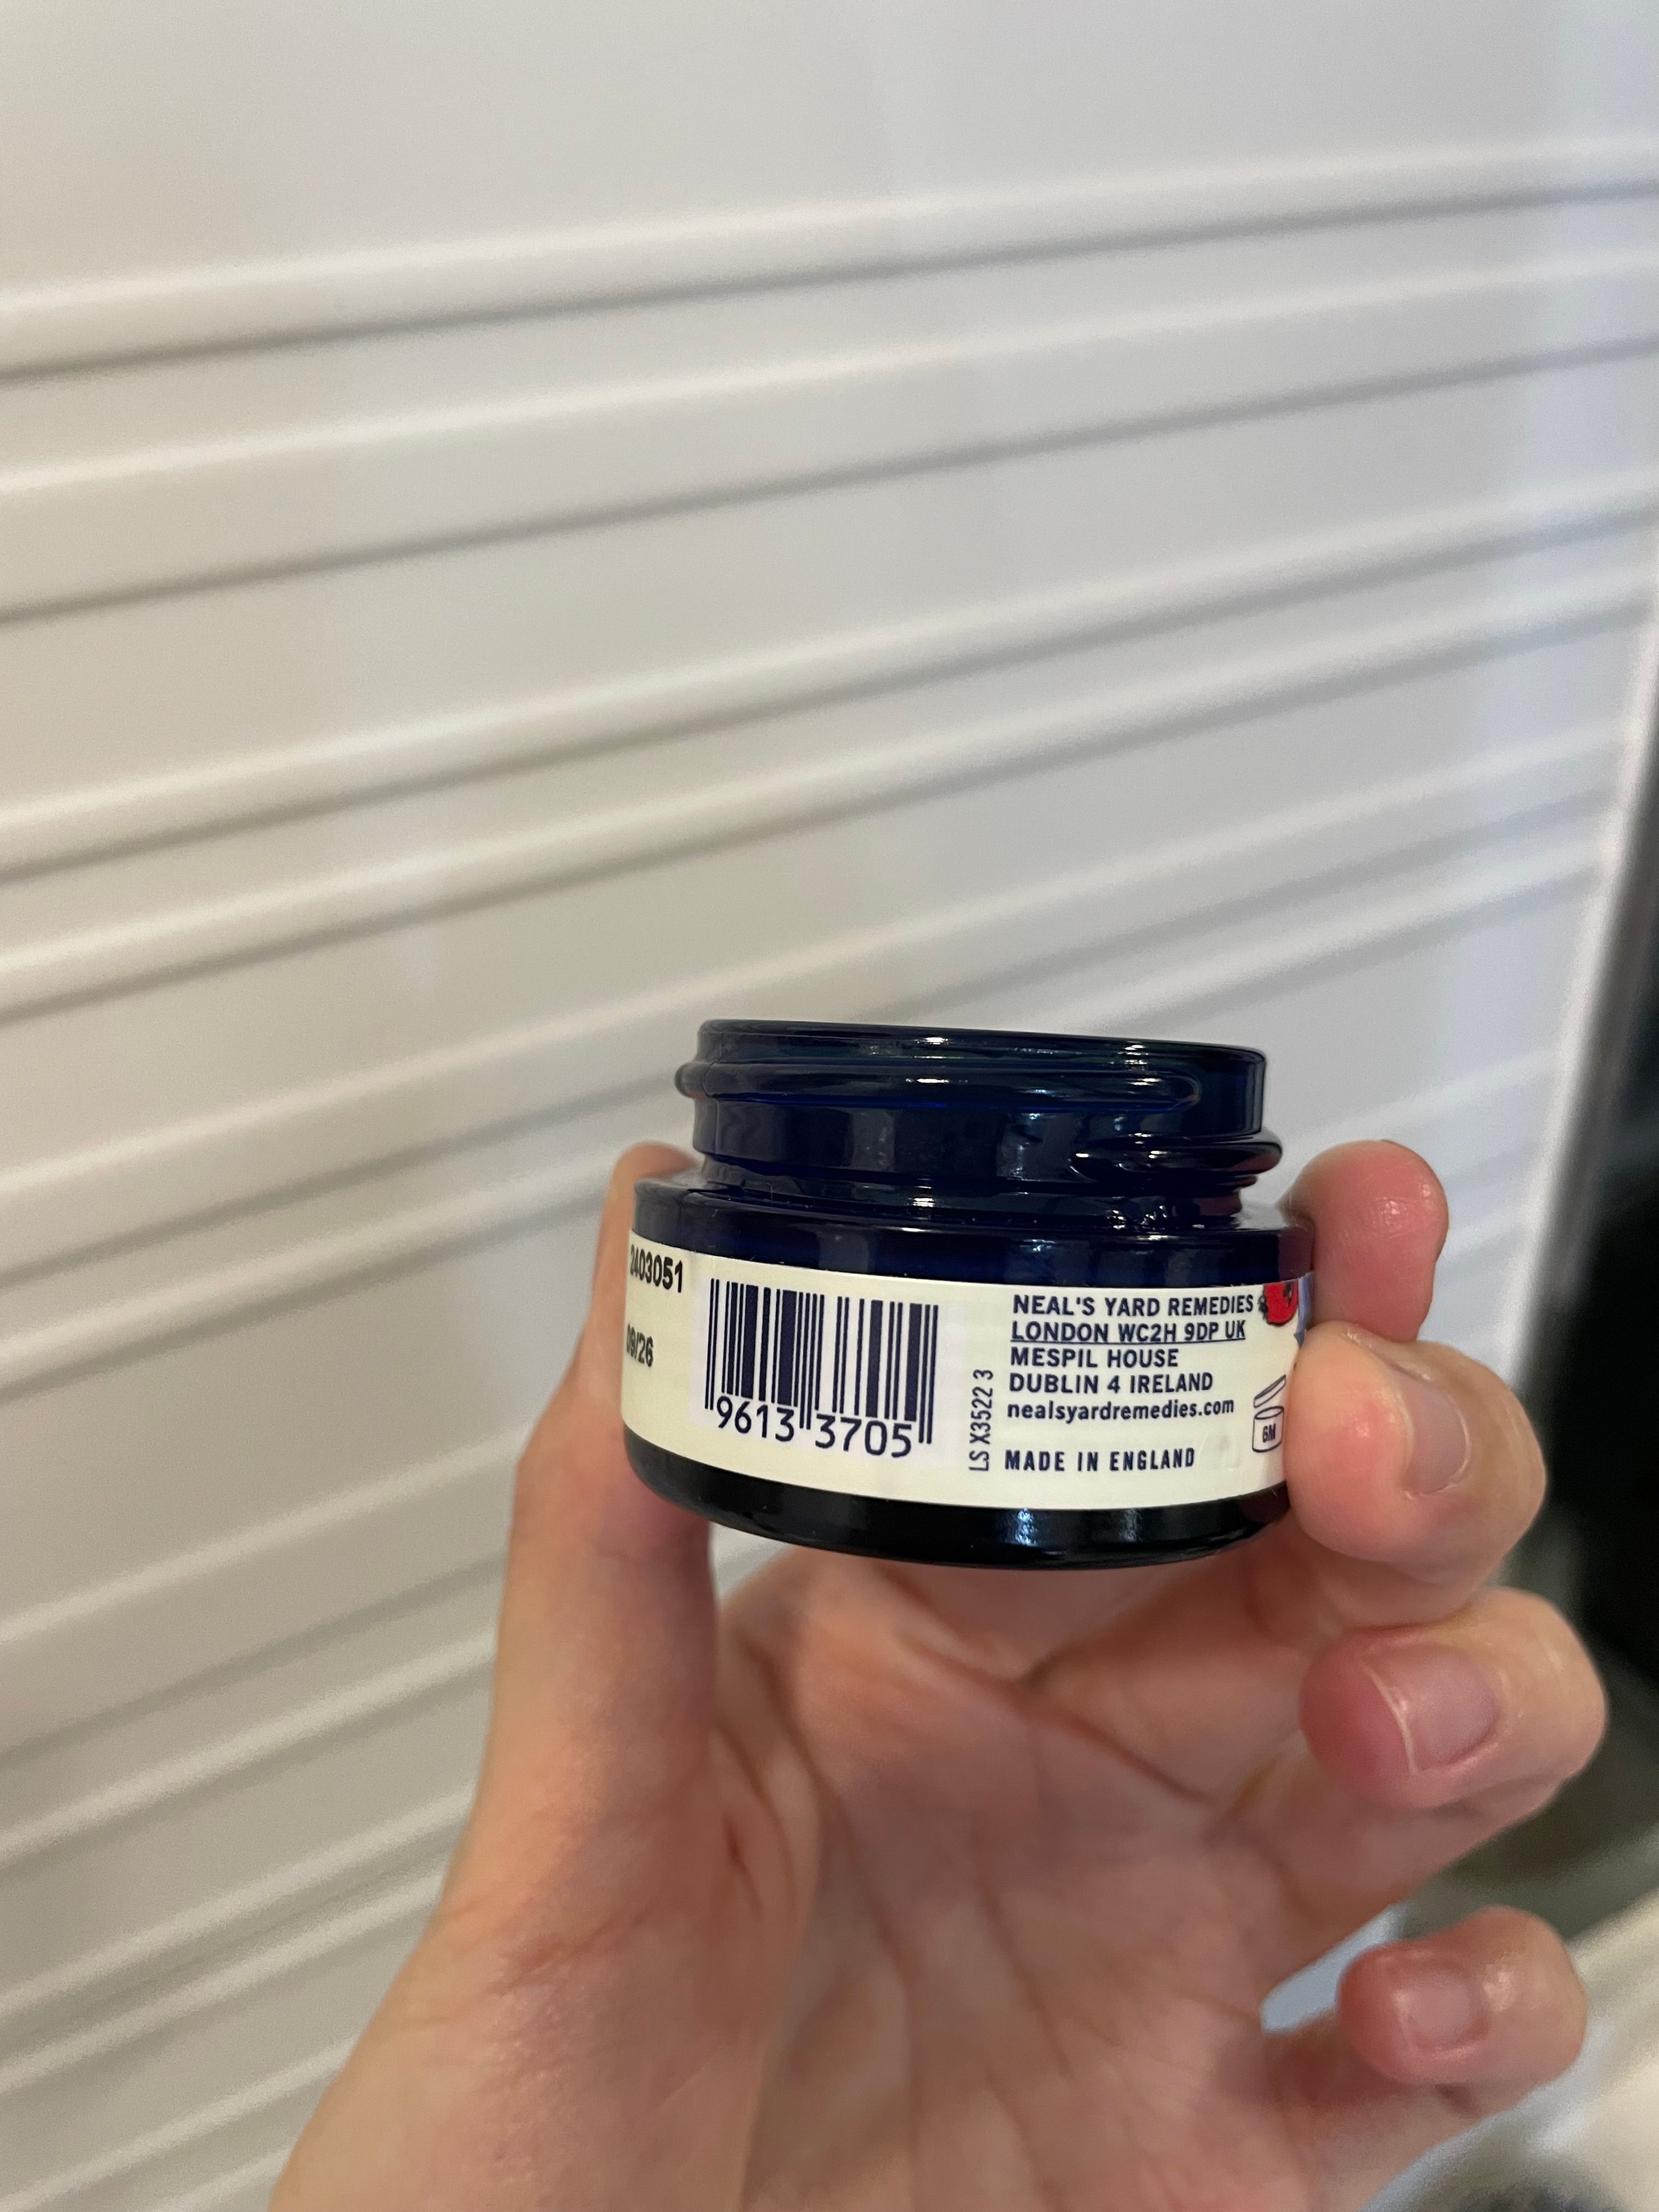 2403051
09/26
9613 3705
LS X3522 3
NEAL'S YARD REMEDIES
LONDON WC2H 9DP UK
MESPIL HOUSE
DUBLIN 4 IRELAND
nealsyardremedies.com
MADE IN ENGLAND
6M